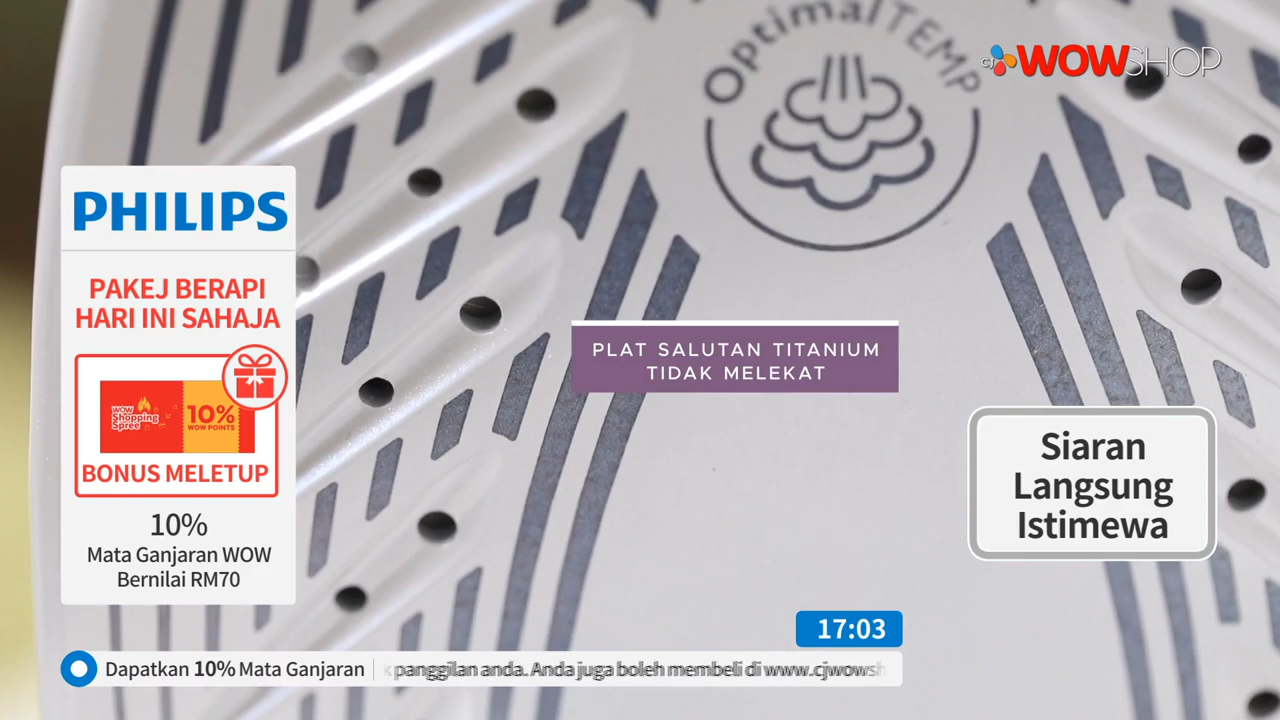 OptimalTEMP
CJ WOWSHOP
PHILIPS
PAKEJ BERAPI
HARI INI SAHAJA
WOW
Shopping
Spree
10%
WOW POINTS
BONUS MELETUP
10%
Mata Ganjaran WOW
Bernilai RM70
PLAT SALUTAN TITANIUM
TIDAK MELEKAT
Siaran
Langsung
Istimewa
17:03
Dapatkan 10% Mata Ganjaran
panggilan anda. Anda juga boleh membeli di www.cjwowsh